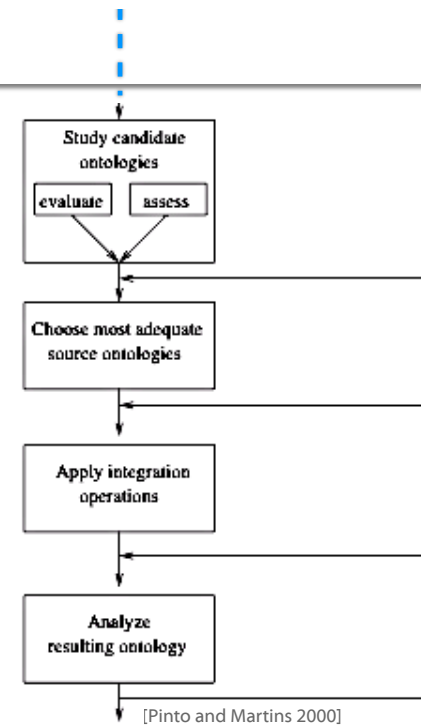 Study candidate
ontologies
evaluate
assess
Choose most adequate
source ontologies
Apply integration
operations
Analyze
resulting ontology
[Pinto and Martins 2000]